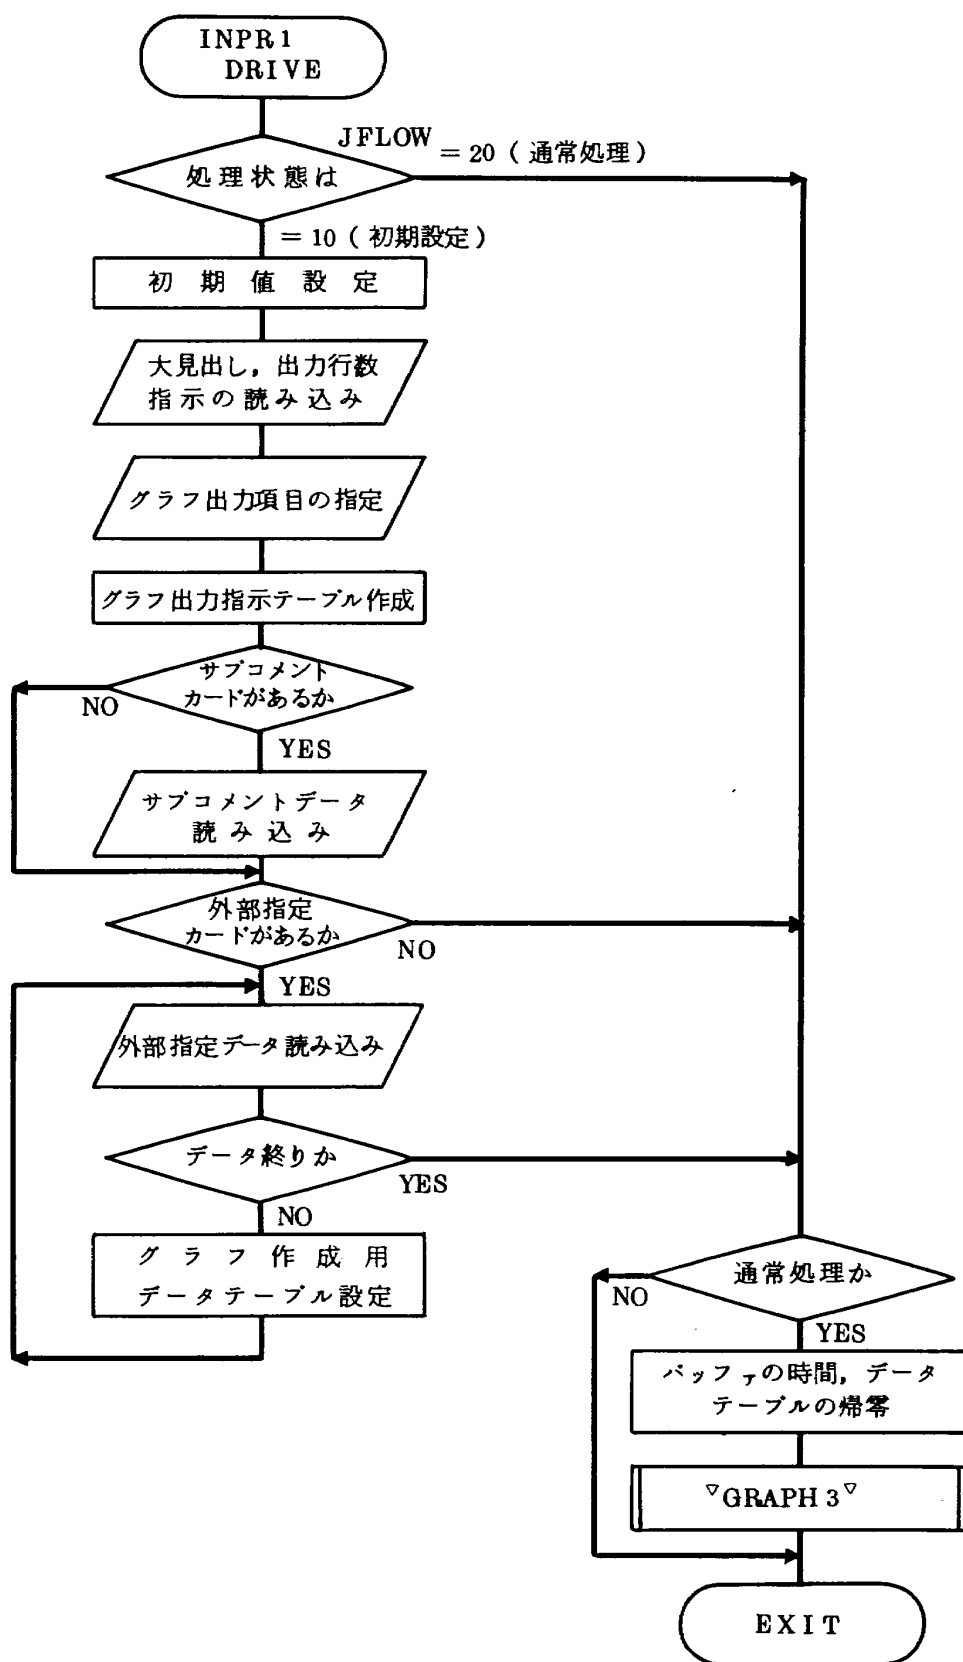 INPR1
DRIVE
JFLOW
= 20 ( 通常処理 )
処理状態は
= 10 ( 初期設定 )
初期値設定
大見出し，出力行数
指示の読み込み
グラフ出力項目の指定
グラフ出力指示テーブル作成
サブコメント
カードがあるか
NO
YES
サブコメントデータ
読み込み
外部指定
カードがあるか
NO
YES
外部指定データ読み込み
データ終りか
YES
NO
グラフ作成用
データテーブル設定
通常処理か
NO
YES
バッファの時間，データ
テーブルの帰零
▽GRAPH 3▽
EXIT